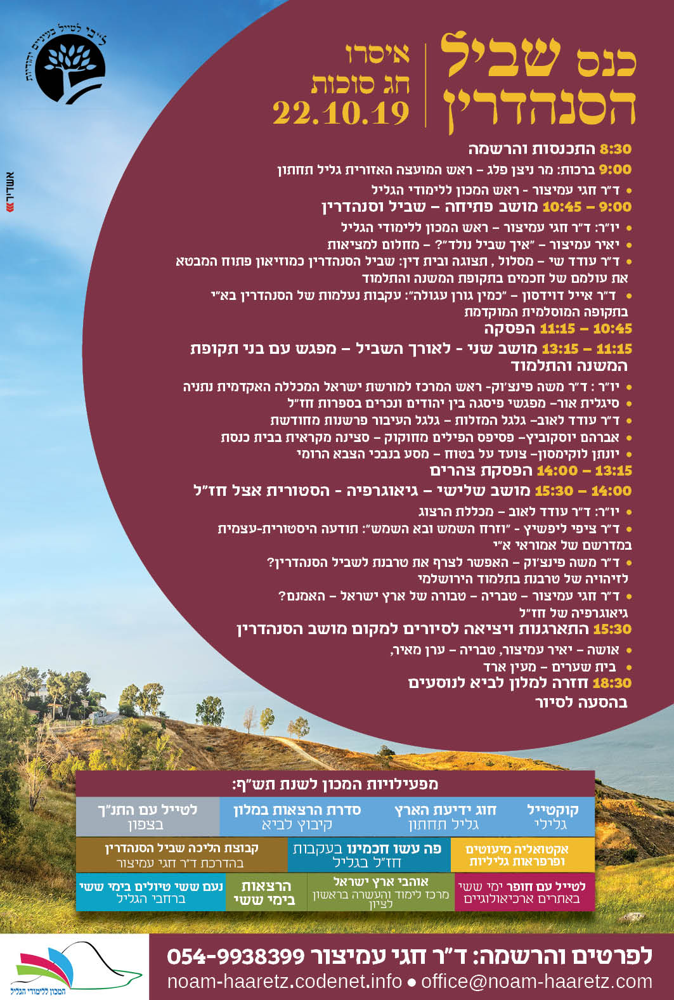 ל"בי לטייל בעיניים יהודיות
כנס שביל
הסנהדרין
איסרו
חג סוכות
22.10.19
אשדיר
8:30 התכנסות והרשמה
9:00 ברכות: מר ניצן פלג – ראש המועצה האזורית גליל תחתון
• ד"ר חגי עמיצור - ראש המכון ללימודי הגליל
9:00 – 10:45 מושב פתיחה – שביל וסנהדרין
• יו"ר: ד"ר חגי עמיצור – ראש המכון ללימודי הגליל
• יאיר עמיצור – "איך שביל נולד"? – מחלום למציאות
• ד"ר עודד שי – מסלול , תצוגה ובית דין: שביל הסנהדרין כמוזיאון פתוח המבטא
את עולמם של חכמים בתקופת המשנה והתלמוד
• ד"ר אייל דוידסון – "כמין גורן עגולה": עקבות נעלמות של הסנהדרין בא"י
בתקופה המוסלמית המוקדמת
10:45 – 11:15 הפסקה
11:15 – 13:15 מושב שני - לאורך השביל – מפגש עם בני תקופת
המשנה והתלמוד
• יו"ר : ד"ר משה פינצ'וק- ראש המרכז למורשת ישראל המכללה האקדמית נתניה
• סיגלית אור– מפגשי פיסגה בין יהודים ונכרים בספרות חז"ל
• ד"ר עודד לאוב– גלגל המזלות – גלגל העיבור פרשנות מחודשת
• אברהם יוסקוביץ– פסיפס הפילים מחוקוק – סצינה מקראית בבית כנסת
• יונתן לוקימסון– צועד על בטוח – מסע בנבכי הצבא הרומי
13:15 – 14:00 הפסקת צהרים
14:00 – 15:30 מושב שלישי – גיאוגרפיה - הסטורית אצל חז"ל
• יו"ר: ד"ר עודד לאוב – מכללת הרצוג
• ד"ר ציפי ליפשיץ - "וזרח השמש ובא השמש": תודעה היסטורית-עצמית
במדרשם של אמוראי א"י
• ד"ר משה פינצ'וק – האפשר לצרף את טרבנת לשביל הסנהדרין?
לזיהויה של טרבנת בתלמוד הירושלמי
• ד"ר חגי עמיצור – טבריה – טבורה של ארץ ישראל – האמנם?
גיאוגרפיה של חז"ל
15:30 התארגנות ויציאה לסיורים למקום מושב הסנהדרין
• אושה – יאיר עמיצור, טבריה – ערן מאיר,
• בית שערים – מעין ארד
18:30 חזרה למלון לביא לנוסעים
בהסעה לסיור
מפעילויות המכון לשנת תש"ף:
קוקטייל
גלילי
חוג ידיעת הארץ
גליל תחתון
סדרת הרצאות במלון
קיבוץ לביא
לטייל עם התנ"ך
בצפון
אקטואליה מיעוטים
ופרפראות גליליות
פה עשו חכמינו בעקבות
חז"ל בגליל
קבוצת הליכה שביל הסנהדרין
בהדרכת ד"ר חגי עמיצור
לטייל עם חופר ימי ששי
באתרים ארכיאולוגיים
אוהבי ארץ ישראל
מרכז לימוד והעשרה בראשון
לציון
הרצאות
בימי ששי
נעם ששי טיולים בימי ששי
ברחבי הגליל
לפרטים והרשמה: ד"ר חגי עמיצור 054-9938399
noam-haaretz.codenet.info • office@noam-haaretz.com
המכון ללימודי הגליל